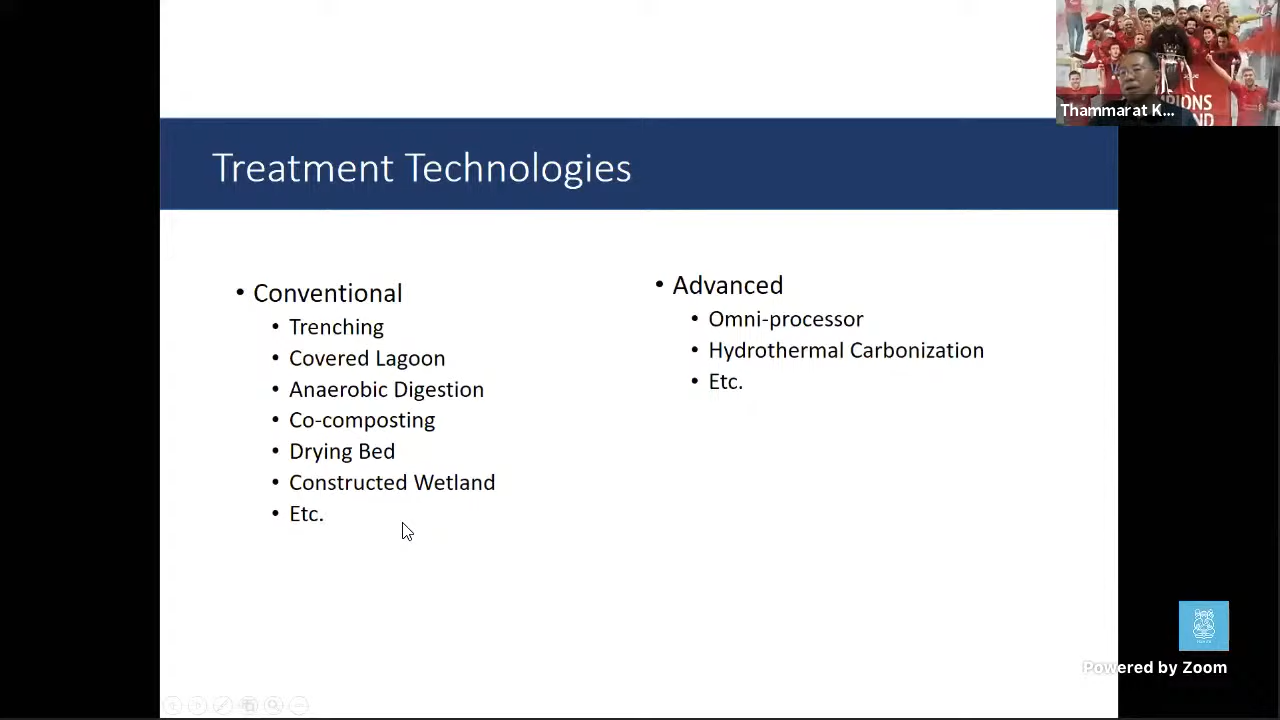 Treatment Technologies
• Conventional
• Trenching
• Covered Lagoon
• Anaerobic Digestion
• Co-composting
• Drying Bed
• Constructed Wetland
• Etc.
• Advanced
• Omni-processor
• Hydrothermal Carbonization
• Etc.
Thammarat K...
Powered by Zoom